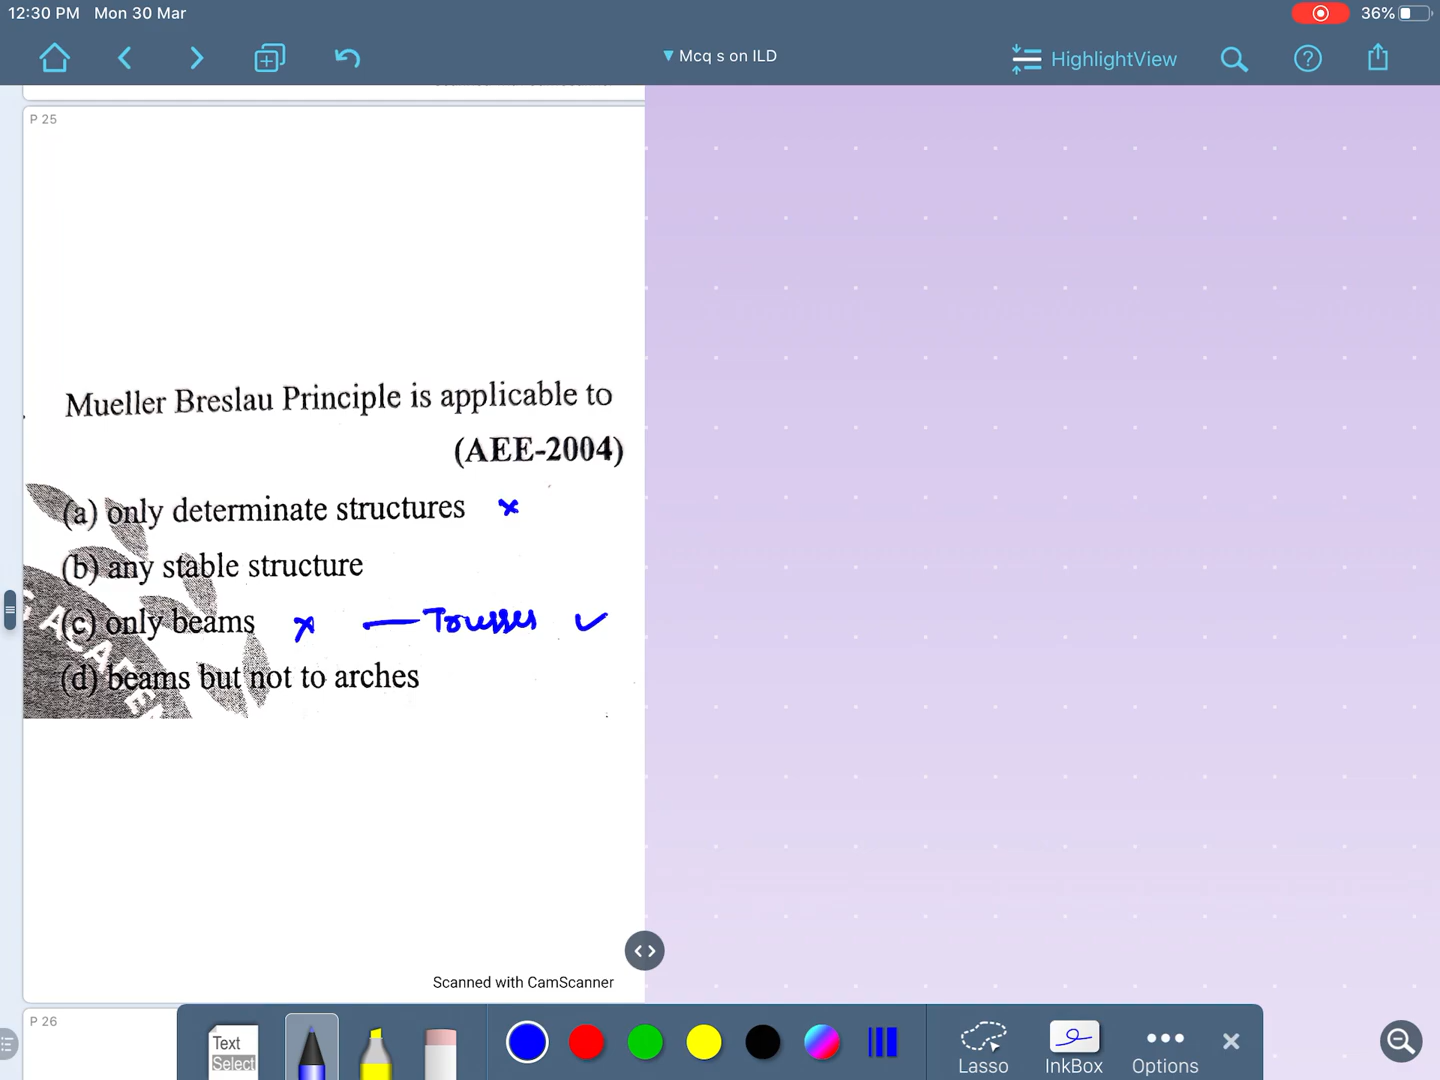 12:30 PM Mon 30 Mar
36%
▼ Mcq s on ILD
HighlightView
P 25
Mueller Breslau Principle is applicable to
(AEE-2004)
(a) only determinate structures ×
(b) any stable structure
(c) only beams × — Trusses ✓
(d) beams but not to arches
Scanned with CamScanner
P 26
Text
Select
Lasso
InkBox
Options